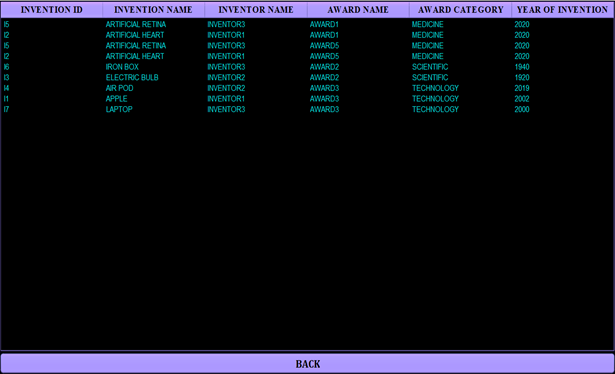 INVENTION ID INVENTION NAME INVENTOR NAME AWARD NAME AWARD CATEGORY YEAR OF INVENTION
I5 ARTIFICIAL RETINA INVENTOR3 AWARD1 MEDICINE 2020
I2 ARTIFICIAL HEART INVENTOR1 AWARD1 MEDICINE 2020
I5 ARTIFICIAL RETINA INVENTOR3 AWARD5 MEDICINE 2020
I2 ARTIFICIAL HEART INVENTOR1 AWARD5 MEDICINE 2020
I6 IRON BOX INVENTOR3 AWARD2 SCIENTIFIC 1940
I3 ELECTRIC BULB INVENTOR2 AWARD2 SCIENTIFIC 1920
I4 AIR POD INVENTOR2 AWARD3 TECHNOLOGY 2019
I1 APPLE INVENTOR1 AWARD3 TECHNOLOGY 2002
I7 LAPTOP INVENTOR3 AWARD3 TECHNOLOGY 2000
BACK